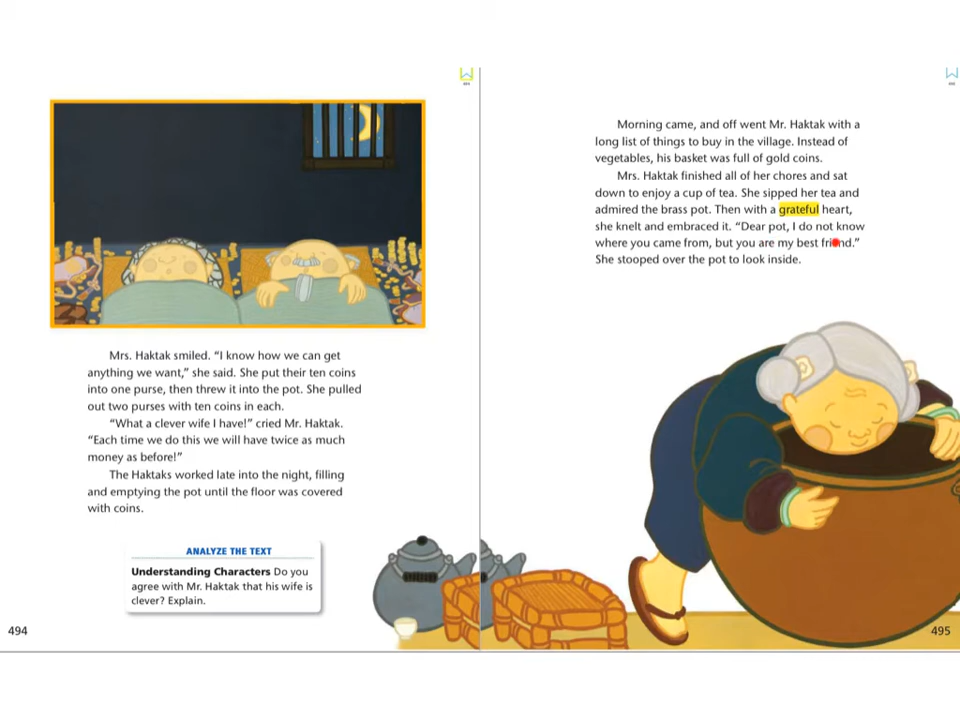 Mrs. Haktak smiled. “I know how we can get
anything we want,” she said. She put their ten coins
into one purse, then threw it into the pot. She pulled
out two purses with ten coins in each.
“What a clever wife I have!” cried Mr. Haktak.
“Each time we do this we will have twice as much
money as before!”
The Haktaks worked late into the night, filling
and emptying the pot until the floor was covered
with coins.
ANALYZE THE TEXT
Understanding Characters Do you
agree with Mr. Haktak that his wife is
clever? Explain.
494
Morning came, and off went Mr. Haktak with a
long list of things to buy in the village. Instead of
vegetables, his basket was full of gold coins.
Mrs. Haktak finished all of her chores and sat
down to enjoy a cup of tea. She sipped her tea and
admired the brass pot. Then with a grateful heart,
she knelt and embraced it. “Dear pot, I do not know
where you came from, but you are my best friend.”
She stooped over the pot to look inside.
495